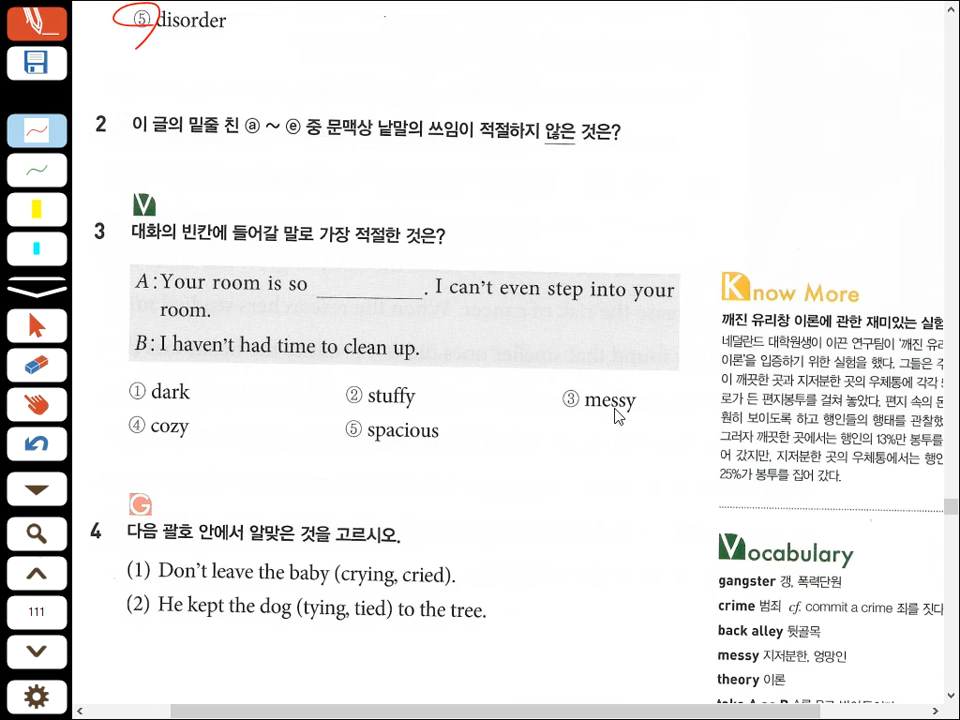 ⑤ disorder
2 이 글의 밑줄 친 ⓐ ~ ⓔ 중 문맥상 낱말의 쓰임이 적절하지 않은 것은?
V
3 대화의 빈칸에 들어갈 말로 가장 적절한 것은?
A : Your room is so ____________. I can't even step into your
room.
B : I haven't had time to clean up.
① dark ② stuffy ③ messy
④ cozy ⑤ spacious
G
4 다음 괄호 안에서 알맞은 것을 고르시오.
(1) Don't leave the baby (crying, cried).
(2) He kept the dog (tying, tied) to the tree.
Know More
깨진 유리창 이론에 관한 재미있는 실험
네덜란드 대학원생이 이끈 연구팀이 '깨진 유리
이론'을 입증하기 위한 실험을 했다. 그들은 주
이 깨끗한 곳과 지저분한 곳의 우체통에 각각
로가 든 편지봉투를 걸쳐 놓았다. 편지 속의 돈
훤히 보이도록 하고 행인들의 행태를 관찰했
그러자 깨끗한 곳에서는 행인의 13%만 봉투를
어 갔지만, 지저분한 곳의 우체통에서는 행인
25%가 봉투를 집어 갔다.
Vocabulary
gangster 갱, 폭력단원
crime 범죄 cf. commit a crime 죄를 짓다
back alley 뒷골목
messy 지저분한, 엉망인
theory 이론
111